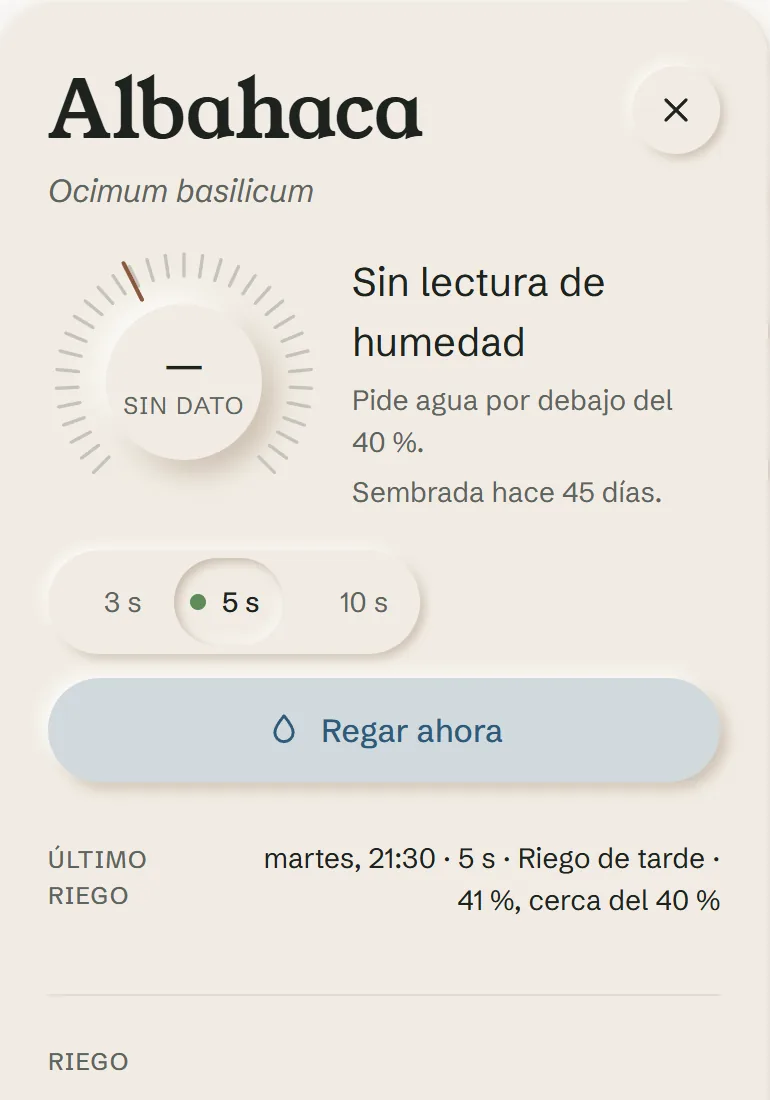 Albahaca
Ocimum basilicum
—
SIN DATO
Sin lectura de
humedad
Pide agua por debajo del
40 %.
Sembrada hace 45 días.
3 s
5 s
10 s
Regar ahora
ÚLTIMO
RIEGO
martes, 21:30 · 5 s · Riego de tarde ·
41 %, cerca del 40 %
RIEGO